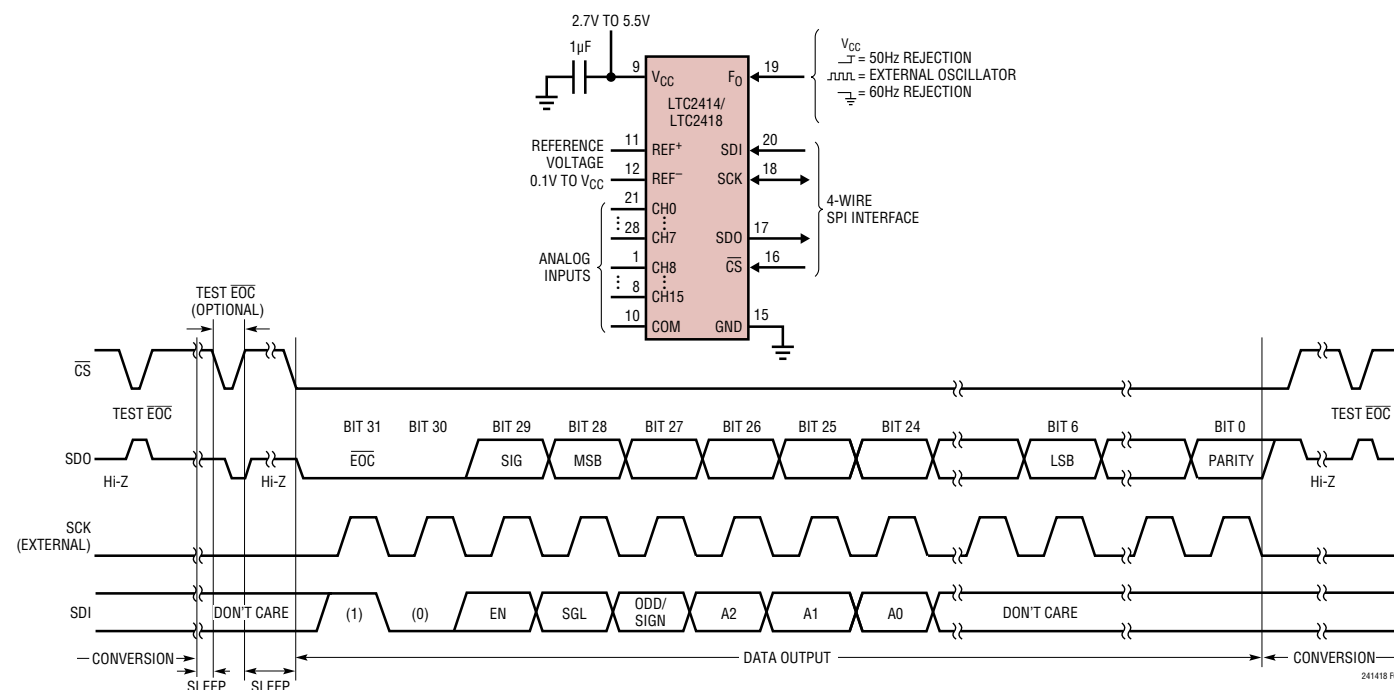 2.7V TO 5.5V
1µF
9
VCC
FO
19
VCC
= 50Hz REJECTION
= EXTERNAL OSCILLATOR
= 60Hz REJECTION
LTC2414/
LTC2418
REFERENCE
VOLTAGE
0.1V TO VCC
11
REF+
12
REF–
SDI
20
SCK
18
4-WIRE
SPI INTERFACE
21
CH0
28
CH7
SDO
17
ANALOG
INPUTS
1
CH8
CS
16
8
CH15
10
COM
GND
15
TEST EOC
(OPTIONAL)
CS
TEST EOC
BIT 31 BIT 30 BIT 29 BIT 28 BIT 27 BIT 26 BIT 25 BIT 24 BIT 6 BIT 0
TEST EOC
SDO
EOC SIG MSB LSB PARITY
Hi-Z Hi-Z Hi-Z
SCK
(EXTERNAL)
SDI
DON'T CARE (1) (0) EN SGL ODD/
SIGN A2 A1 A0 DON'T CARE
CONVERSION DATA OUTPUT CONVERSION
SLEEP SLEEP
241418